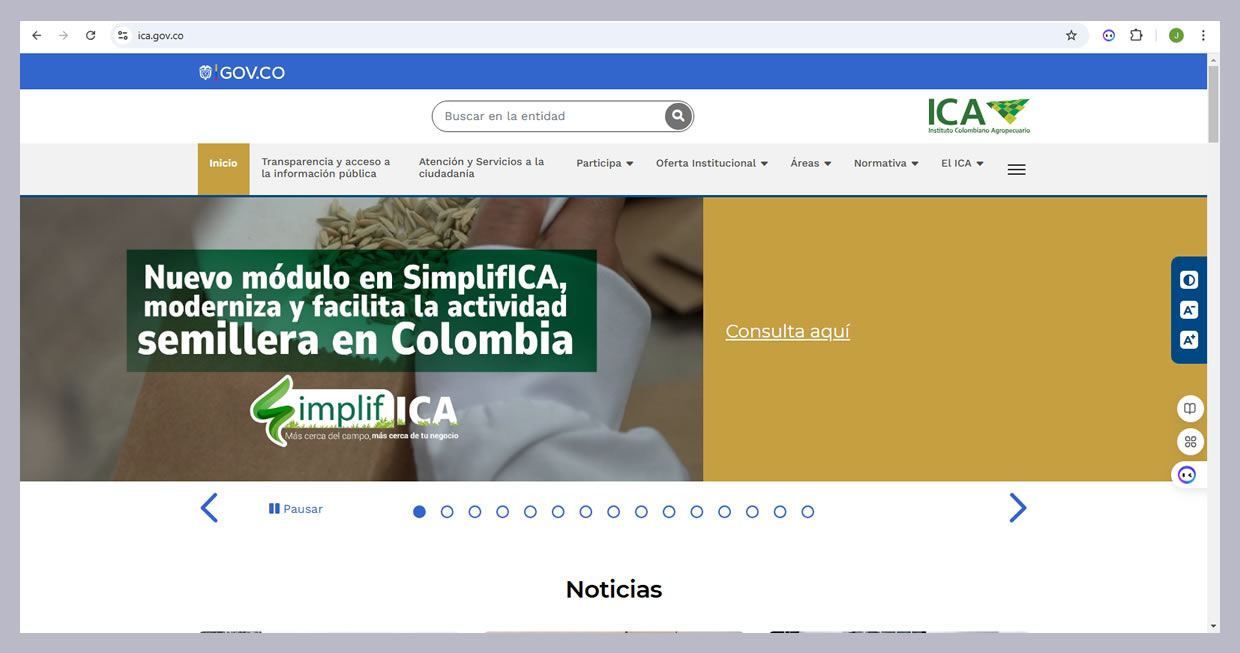 ica.gov.co
J
GOV.CO
Buscar en la entidad
ICA
Instituto Colombiano Agropecuario
Inicio
Transparencia y acceso a
la información pública
Atención y Servicios a la
ciudadanía
Participa
Oferta Institucional
Áreas
Normativa
El ICA
Nuevo módulo en SimplifICA,
moderniza y facilita la actividad
semillera en Colombia
SimplifICA
Más cerca del campo, más cerca de tu negocio
Consulta aquí
A-
A+
Pausar
Noticias